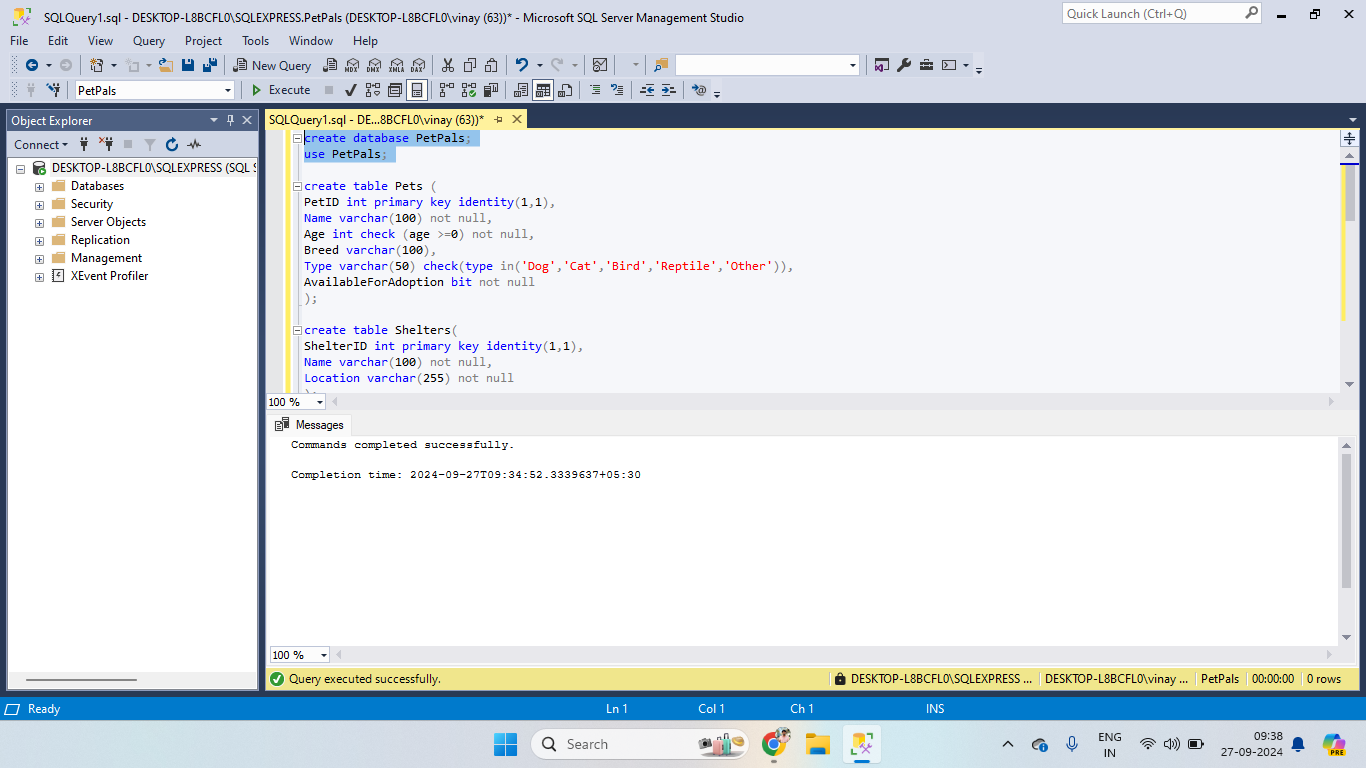 SQLQuery1.sql - DESKTOP-L8BCFL0\SQLEXPRESS.PetPals (DESKTOP-L8BCFL0\vinay (63))* - Microsoft SQL Server Management Studio
Quick Launch (Ctrl+Q)
File Edit View Query Project Tools Window Help
New Query MDX DMX XMLA DAX
PetPals Execute
Object Explorer
SQLQuery1.sql - DE...8BCFL0\vinay (63))*
Connect
DESKTOP-L8BCFL0\SQLEXPRESS (SQL S
Databases
Security
Server Objects
Replication
Management
XEvent Profiler
create database PetPals;
use PetPals;
create table Pets (
PetID int primary key identity(1,1),
Name varchar(100) not null,
Age int check (age >=0) not null,
Breed varchar(100),
Type varchar(50) check(type in('Dog','Cat','Bird','Reptile','Other')),
AvailableForAdoption bit not null
);
create table Shelters(
ShelterID int primary key identity(1,1),
Name varchar(100) not null,
Location varchar(255) not null
);
100 %
Messages
Commands completed successfully.
Completion time: 2024-09-27T09:34:52.3339637+05:30
100 %
Query executed successfully. DESKTOP-L8BCFL0\SQLEXPRESS ... DESKTOP-L8BCFL0\vinay ... PetPals 00:00:00 0 rows
Ready Ln 1 Col 1 Ch 1 INS
Search
ENG
IN
09:38
27-09-2024
PRE